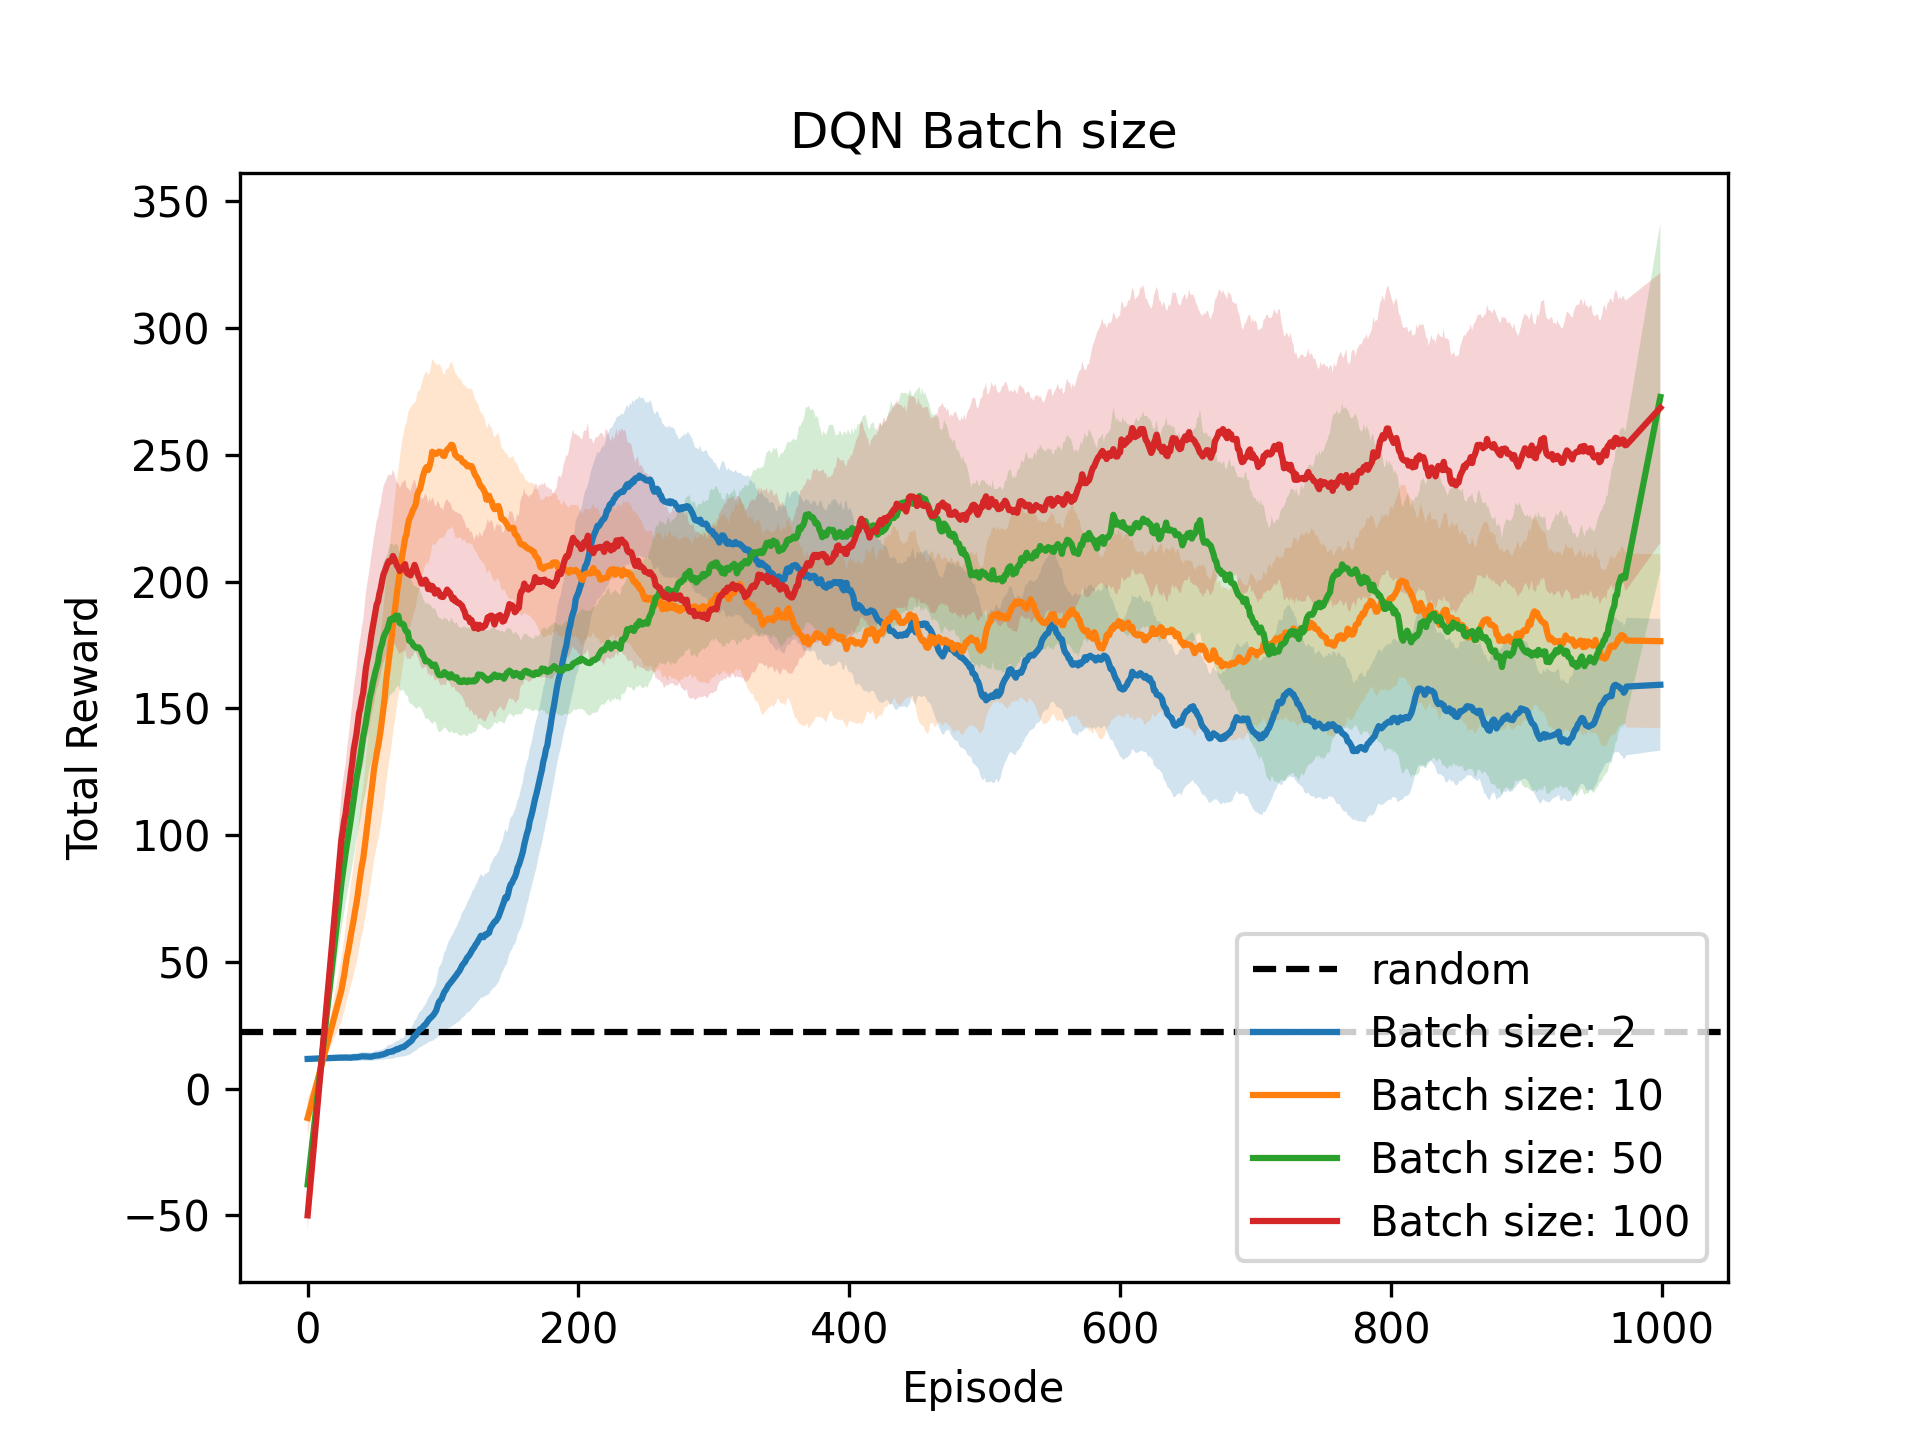 DQN Batch size
350
300
250
200
150
100
50
0
−50
Total Reward
0 200 400 600 800 1000
Episode
random
Batch size: 2
Batch size: 10
Batch size: 50
Batch size: 100